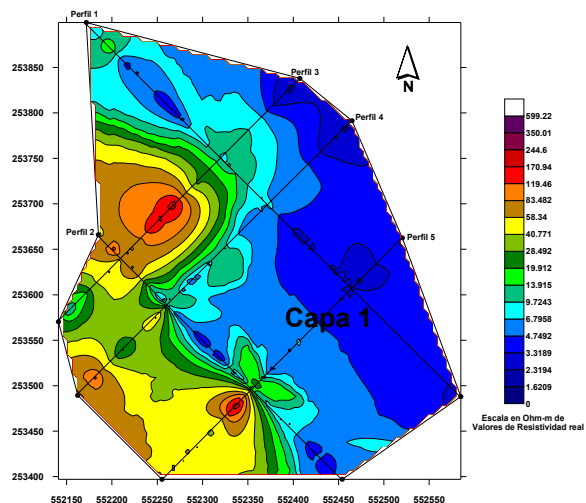 Perfil 1
Perfil 3
Perfil 4
Perfil 2
Perfil 5
N
Capa 1
253850
253800
253750
253700
253650
253600
253550
253500
253450
253400
552150 552200 552250 552300 552350 552400 552450 552500 552550
599.22
350.01
244.6
170.94
119.46
83.482
58.34
40.771
28.492
19.912
13.915
9.7243
6.7958
4.7492
3.3189
2.3194
1.6209
0
Escala en Ohm-m de
Valores de Resistividad real